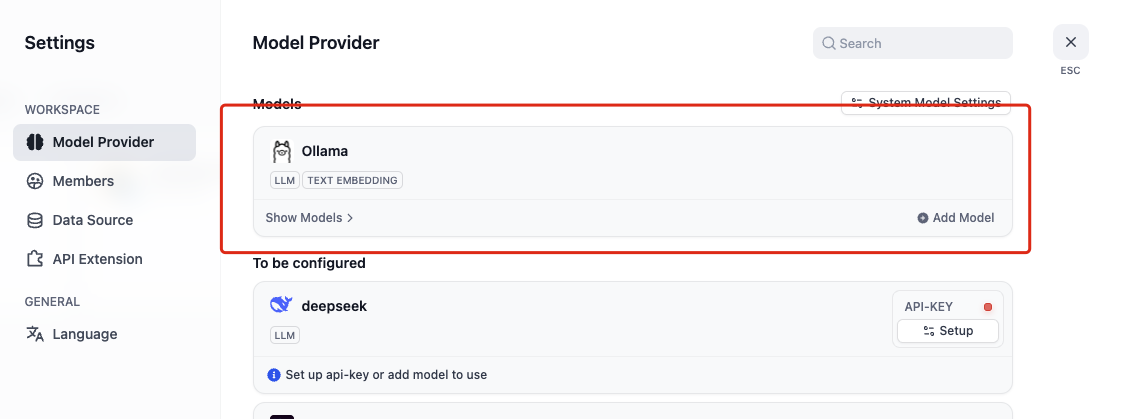 Settings
WORKSPACE
Model Provider
Members
Data Source
API Extension
GENERAL
Language
Model Provider
Search
ESC
Models
System Model Settings
Ollama
LLM TEXT EMBEDDING
Show Models
Add Model
To be configured
deepseek
LLM
API-KEY
Setup
Set up api-key or add model to use